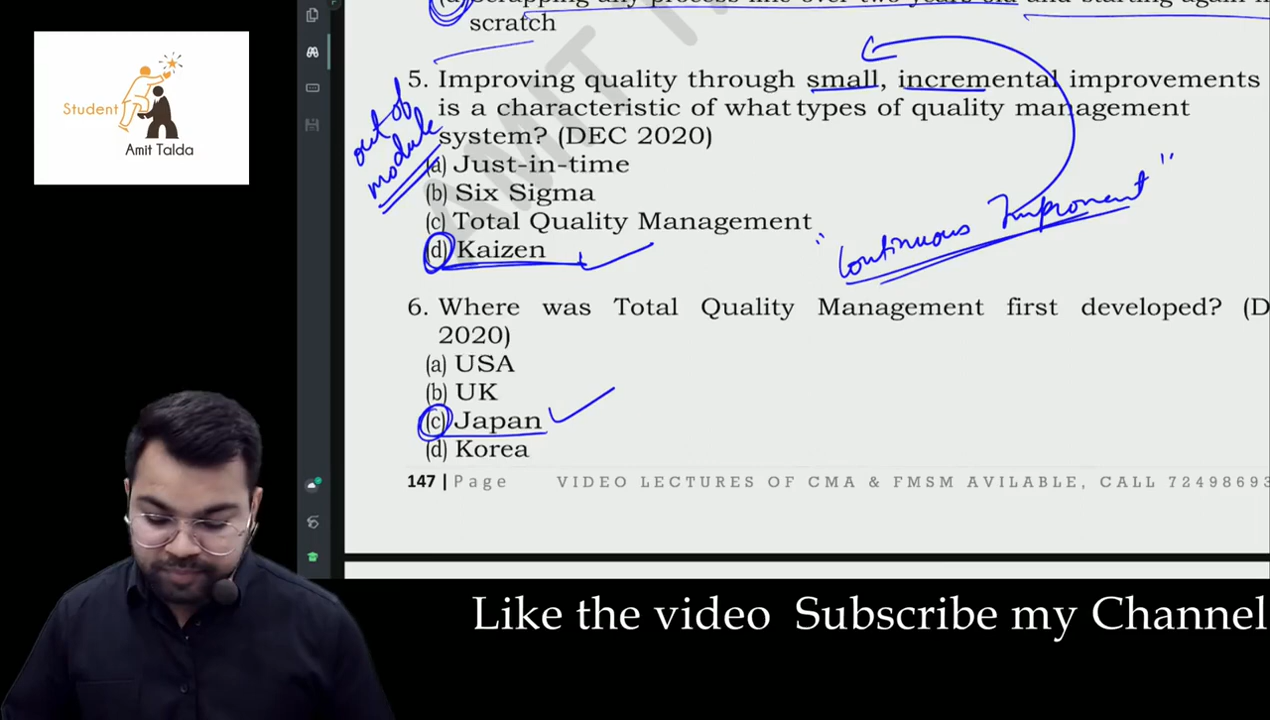 Student
Amit Talda
scratch
5. Improving quality through small, incremental improvements
is a characteristic of what types of quality management
system? (DEC 2020)
out of
module
(a) Just-in-time
(b) Six Sigma
(c) Total Quality Management
(d) Kaizen
"Continuous Improment"
6. Where was Total Quality Management first developed? (D
2020)
(a) USA
(b) UK
(c) Japan
(d) Korea
147 | Page VIDEO LECTURES OF CMA & FMSM AVILABLE, CALL 72498693
Like the video Subscribe my Channel